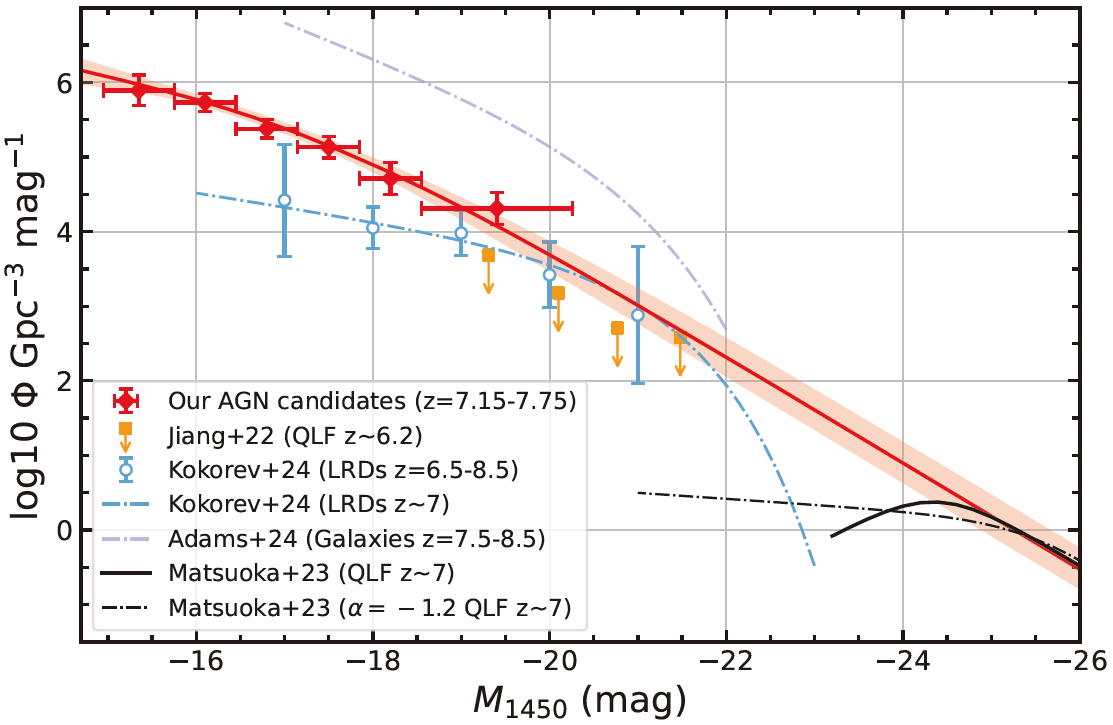 log10 Φ Gpc⁻³ mag⁻¹
6
4
2
0
Our AGN candidates (z=7.15-7.75)
Jiang+22 (QLF z~6.2)
Kokorev+24 (LRDs z=6.5-8.5)
Kokorev+24 (LRDs z~7)
Adams+24 (Galaxies z=7.5-8.5)
Matsuoka+23 (QLF z~7)
Matsuoka+23 (α = −1.2 QLF z~7)
−16 −18 −20 −22 −24 −26
M₁₄₅₀ (mag)